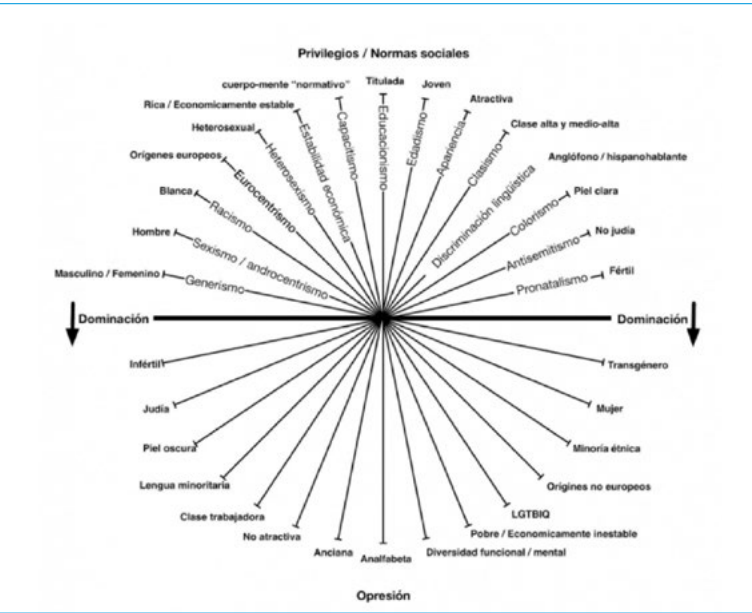 Privilegios / Normas sociales
cuerpo-mente "normativo"
Titulada
Joven
Rica / Economicamente estable
Atractiva
Heterosexual
Clase alta y medio-alta
Orígenes europeos
Anglófono / hispanohablante
Blanca
Piel clara
Hombre
No judía
Masculino / Femenino
Fértil
Generismo
Sexismo / androcentrismo
Racismo
Eurocentrismo
Heterosexismo
Estabilidad económica
Capacitismo
Educacionismo
Edadismo
Apariencia
Clasismo
Discriminación lingüística
Colorismo
Antisemitismo
Pronatalismo
Dominación
Dominación
Infértil
Transgénero
Judía
Mujer
Piel oscura
Minoría étnica
Lengua minoritaria
Orígines no europeos
Clase trabajadora
LGTBIQ
No atractiva
Pobre / Economicamente inestable
Anciana
Analfabeta
Diversidad funcional / mental
Opresión